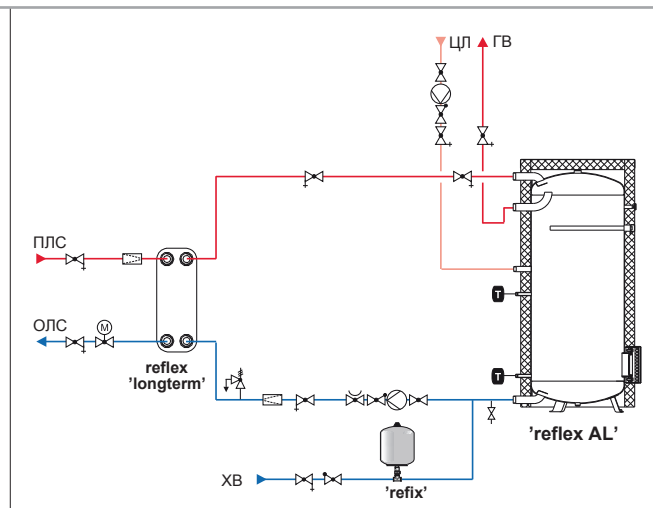 ЦЛ ГВ
ПЛС
T
ОЛС
M
reflex
'longterm'
T
'reflex AL'
ХВ
'refix'